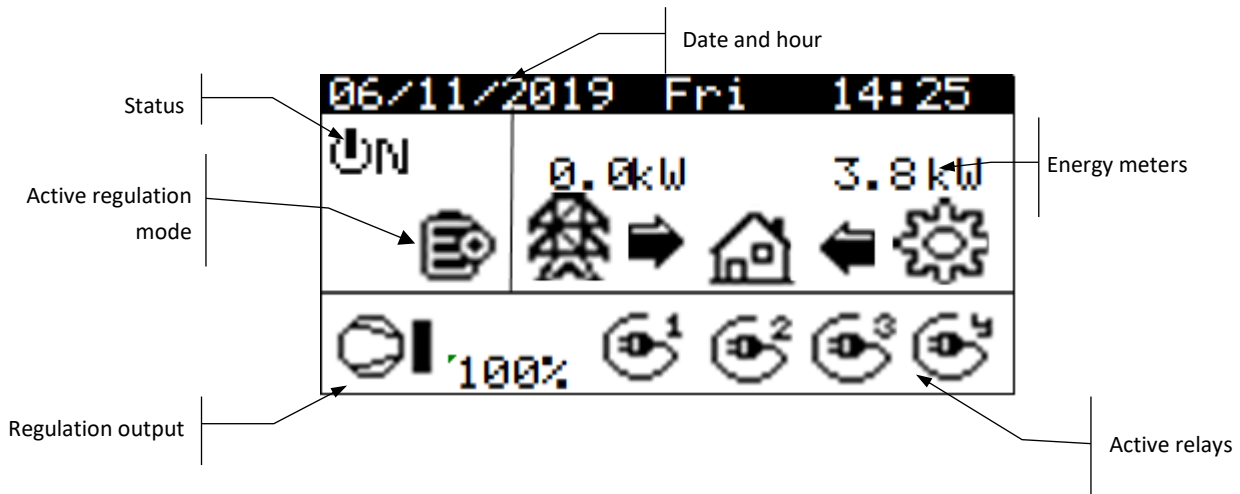 Date and hour
06/11/2019 Fri 14:25
Status
ON
0.0kW 3.8kW
Energy meters
Active regulation
mode
100% 1 2 3 4
Regulation output
Active relays